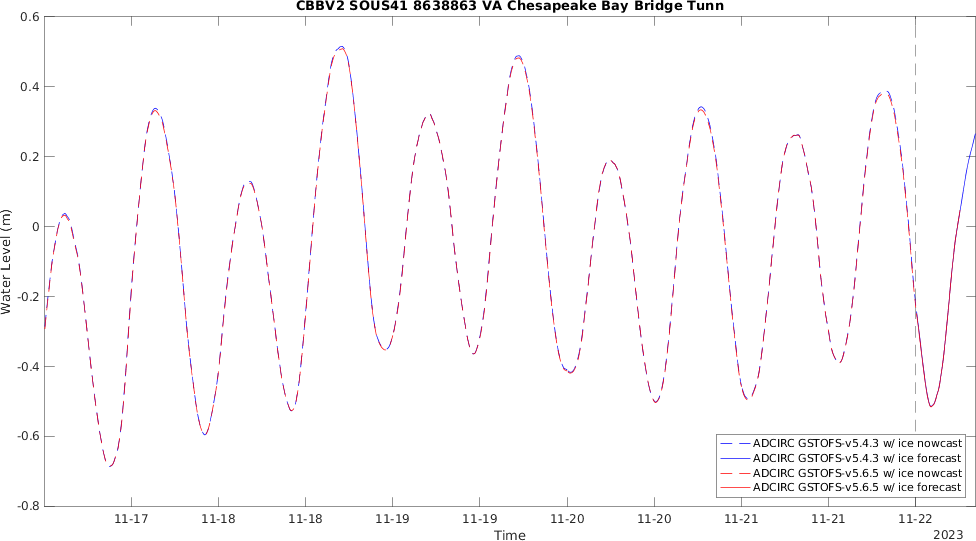 CBBV2 SOUS41 8638863 VA Chesapeake Bay Bridge Tunn
0.6
0.4
0.2
0
-0.2
-0.4
-0.6
-0.8
Water Level (m)
ADCIRC GSTOFS-v5.4.3 w/ ice nowcast
ADCIRC GSTOFS-v5.4.3 w/ ice forecast
ADCIRC GSTOFS-v5.6.5 w/ ice nowcast
ADCIRC GSTOFS-v5.6.5 w/ ice forecast
11-17 11-18 11-18 11-19 11-19 11-20 11-20 11-21 11-21 11-22
Time
2023